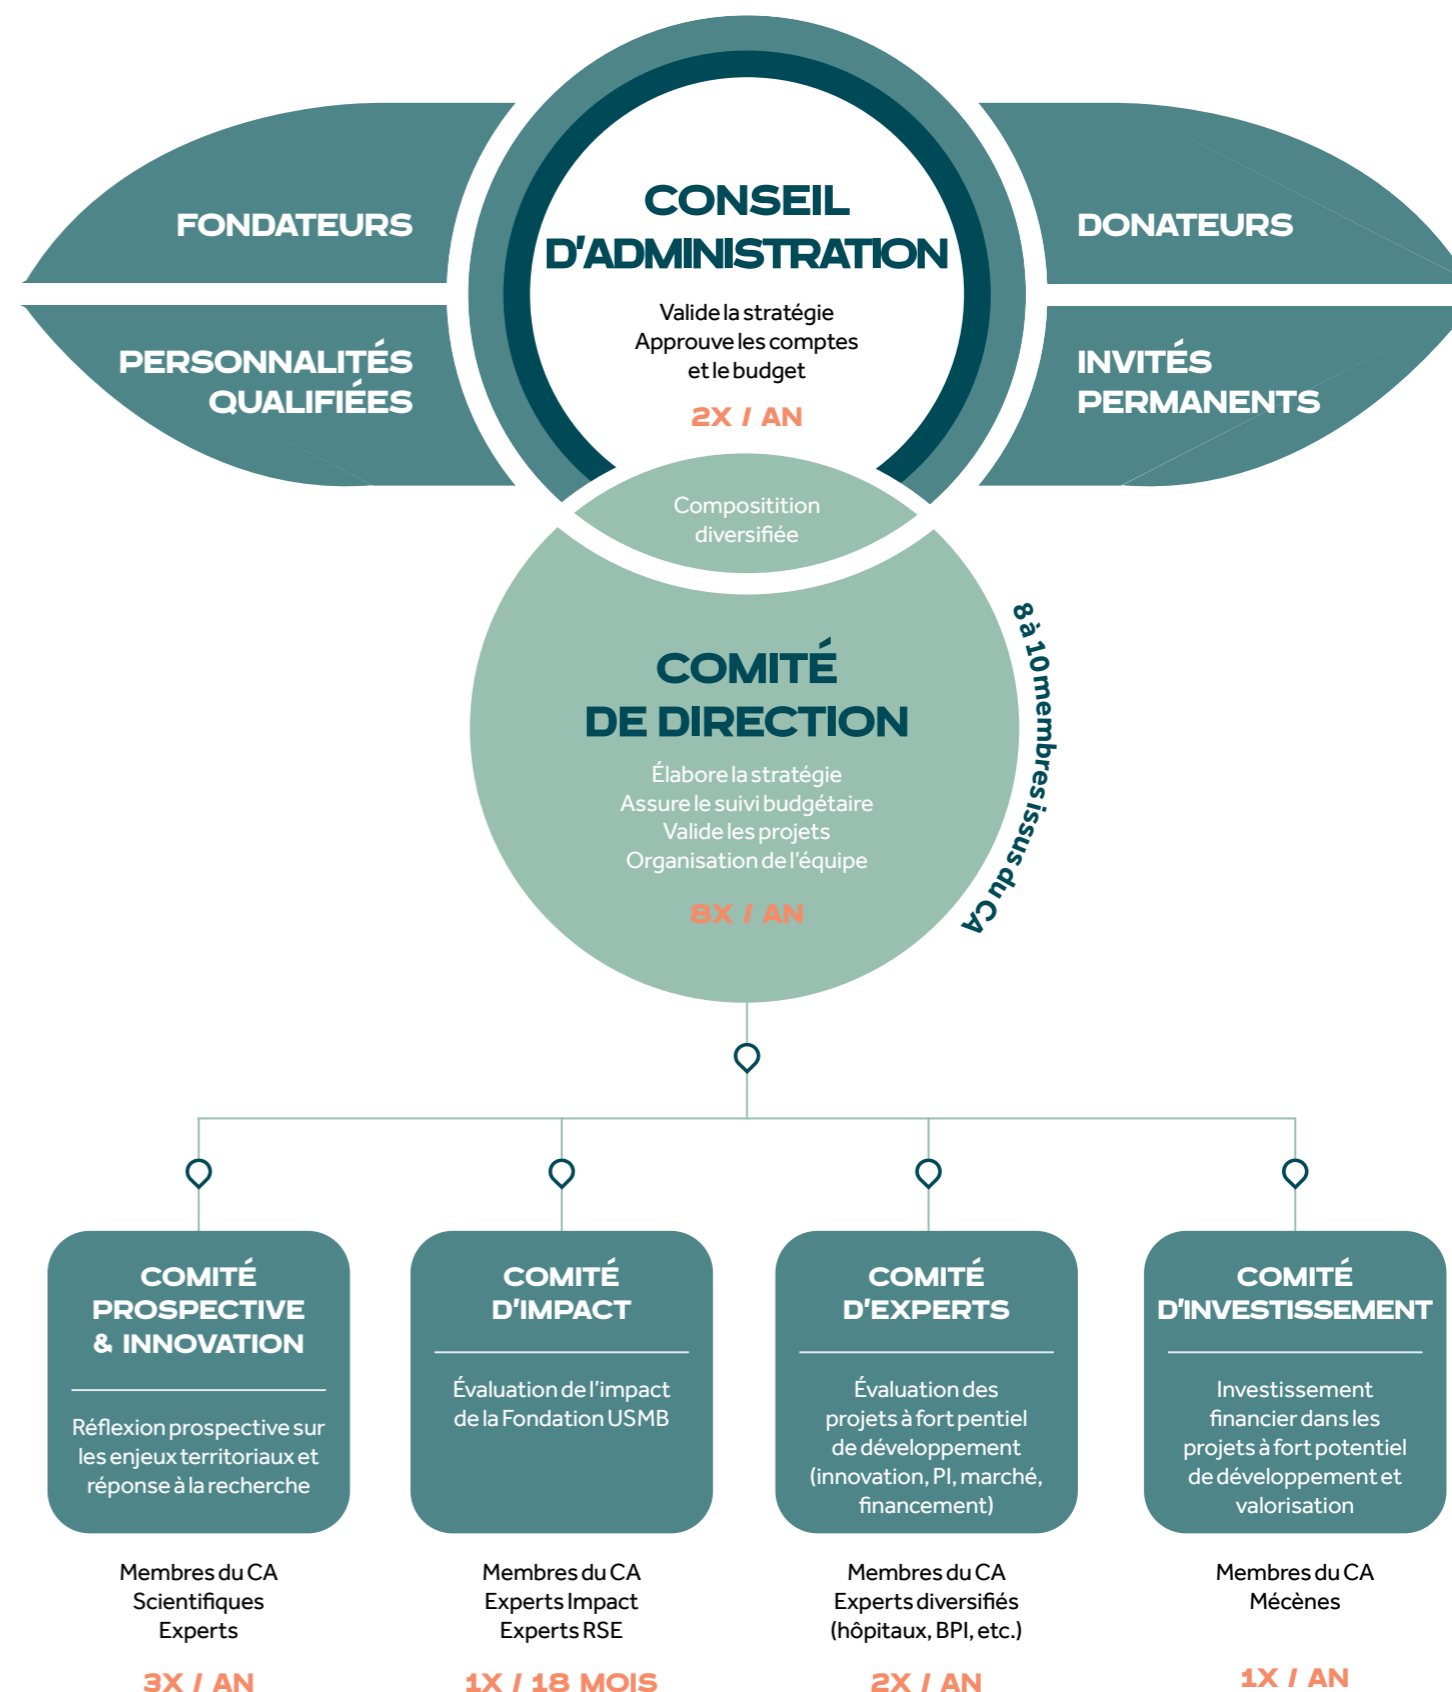 FONDATEURS
PERSONNALITÉS
QUALIFIÉES
CONSEIL
D'ADMINISTRATION
Valide la stratégie
Approuve les comptes
et le budget
2X / AN
DONATEURS
INVITÉS
PERMANENTS
Compositition
diversifiée
COMITÉ
DE DIRECTION
Élabore la stratégie
Assure le suivi budgétaire
Valide les projets
Organisation de l'équipe
8X / AN
8 à 10 membres issus du CA
COMITÉ
PROSPECTIVE
& INNOVATION
Réflexion prospective sur
les enjeux territoriaux et
réponse à la recherche
Membres du CA
Scientifiques
Experts
3X / AN
COMITÉ
D'IMPACT
Évaluation de l'impact
de la Fondation USMB
Membres du CA
Experts Impact
Experts RSE
1X / 18 MOIS
COMITÉ
D'EXPERTS
Évaluation des
projets à fort pentiel
de développement
(innovation, PI, marché,
financement)
Membres du CA
Experts diversifiés
(hôpitaux, BPI, etc.)
2X / AN
COMITÉ
D'INVESTISSEMENT
Investissement
financier dans les
projets à fort potentiel
de développement et
valorisation
Membres du CA
Mécènes
1X / AN